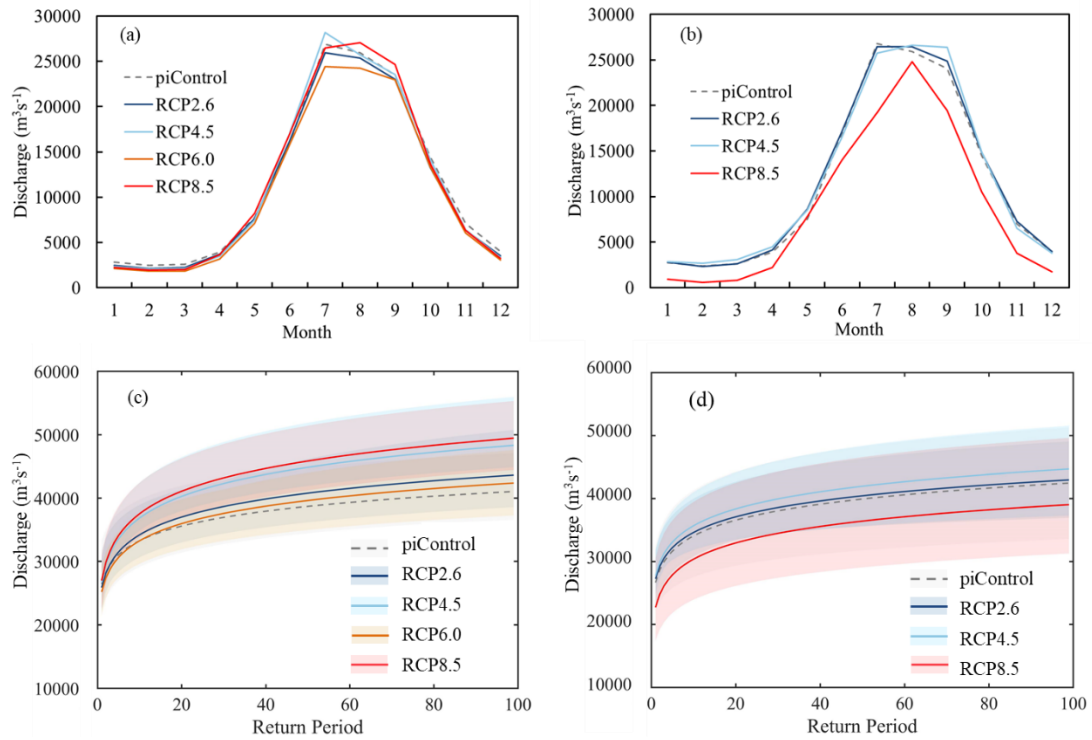 (a)
30000
25000
20000
15000
10000
5000
0
Discharge (m³s⁻¹)
piControl
RCP2.6
RCP4.5
RCP6.0
RCP8.5
1 2 3 4 5 6 7 8 9 10 11 12
Month
(b)
30000
25000
20000
15000
10000
5000
0
Discharge (m³s⁻¹)
piControl
RCP2.6
RCP4.5
RCP8.5
1 2 3 4 5 6 7 8 9 10 11 12
Month
(c)
60000
50000
40000
30000
20000
10000
Discharge (m³s⁻¹)
piControl
RCP2.6
RCP4.5
RCP6.0
RCP8.5
0 20 40 60 80 100
Return Period
(d)
60000
50000
40000
30000
20000
10000
Discharge (m³s⁻¹)
piControl
RCP2.6
RCP4.5
RCP8.5
0 20 40 60 80 100
Return Period